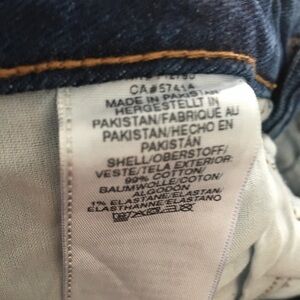 CA#57414
MADE IN PAKISTAN
HERGESTELLT IN
PAKISTAN/FABRIQUÉ AU
PAKISTAN/HECHO EN
PAKISTÁN
SHELL/OBERSTOFF/
VESTE/TELA EXTERIOR:
99% COTTON/
BAUMWOLLE/COTON/
ALGODÓN
1% ELASTANE/ELASTAN/
ELASTHANNE/ELASTANO